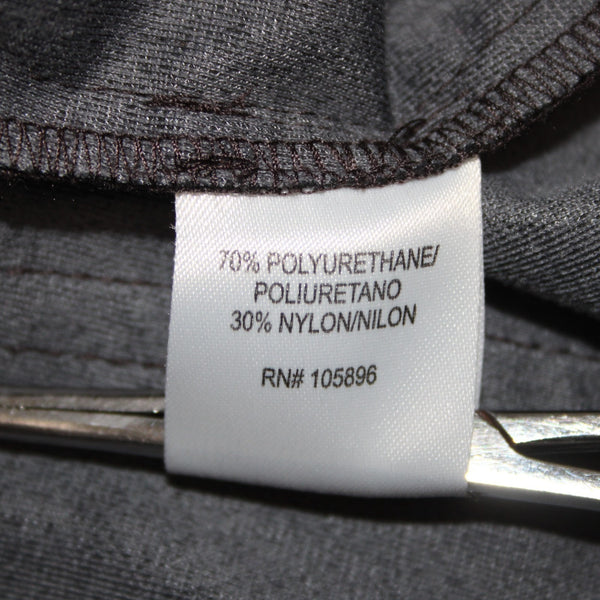 70% POLYURETHANE/
POLIURETANO
30% NYLON/NILON
RN# 105896